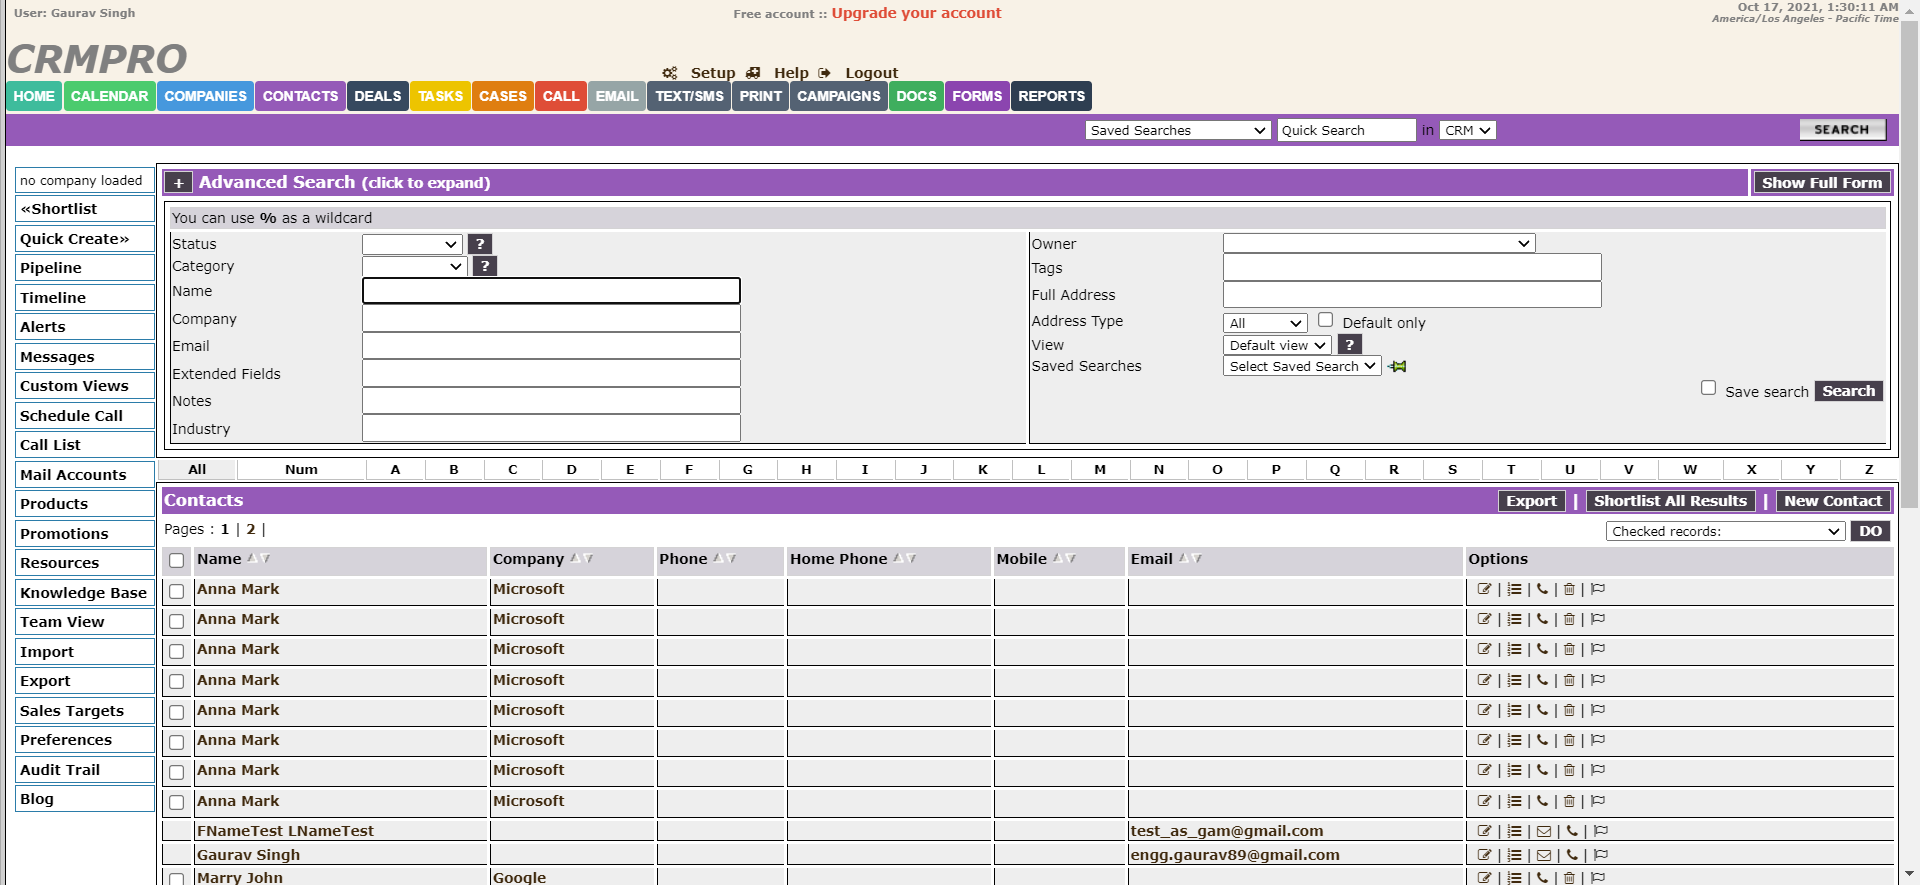 User: Gaurav Singh
Free account :: Upgrade your account
Oct 17, 2021, 1:30:11 AM
America/Los Angeles - Pacific Time
CRMPRO
Setup Help Logout
HOME CALENDAR COMPANIES CONTACTS DEALS TASKS CASES CALL EMAIL TEXT/SMS PRINT CAMPAIGNS DOCS FORMS REPORTS
Saved Searches Quick Search in CRM SEARCH
no company loaded
«Shortlist
Quick Create»
Pipeline
Timeline
Alerts
Messages
Custom Views
Schedule Call
Call List
Mail Accounts
Products
Promotions
Resources
Knowledge Base
Team View
Import
Export
Sales Targets
Preferences
Audit Trail
Blog
+ Advanced Search (click to expand) Show Full Form
You can use % as a wildcard
Status ?
Category ?
Name
Company
Email
Extended Fields
Notes
Industry
Owner
Tags
Full Address
Address Type All Default only
View Default view ?
Saved Searches Select Saved Search
Save search Search
All Num A B C D E F G H I J K L M N O P Q R S T U V W X Y Z
Contacts Export | Shortlist All Results | New Contact
Pages : 1 | 2 | Checked records: DO
Name Company Phone Home Phone Mobile Email Options
Anna Mark Microsoft | | | |
Anna Mark Microsoft | | | |
Anna Mark Microsoft | | | |
Anna Mark Microsoft | | | |
Anna Mark Microsoft | | | |
Anna Mark Microsoft | | | |
Anna Mark Microsoft | | | |
Anna Mark Microsoft | | | |
FNameTest LNameTest test_as_gam@gmail.com | | | |
Gaurav Singh engg.gaurav89@gmail.com | | | |
Marry John Google | | | |